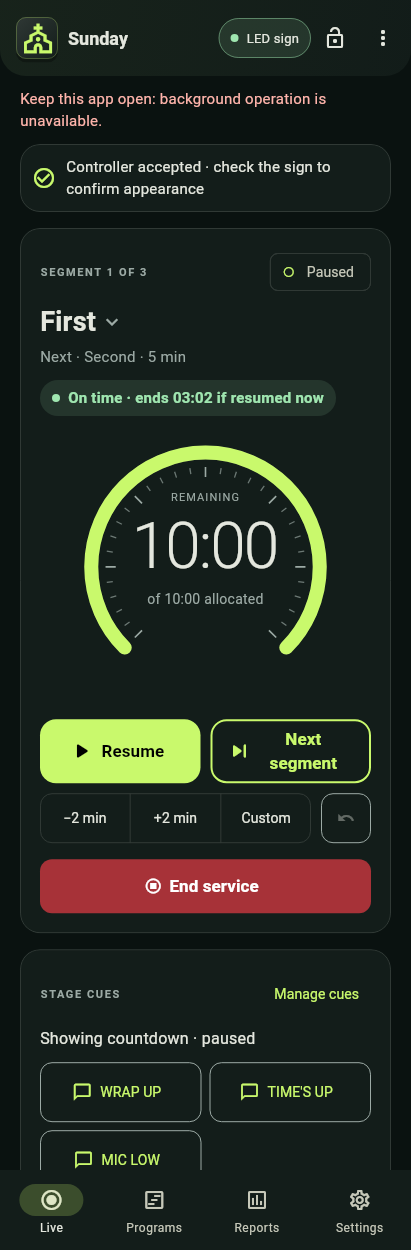 Sunday
LED sign
Keep this app open: background operation is
unavailable.
Controller accepted · check the sign to
confirm appearance
SEGMENT 1 OF 3
Paused
First
Next · Second · 5 min
On time · ends 03:02 if resumed now
REMAINING
10:00
of 10:00 allocated
Resume
Next
segment
−2 min
+2 min
Custom
End service
STAGE CUES
Manage cues
Showing countdown · paused
WRAP UP
TIME'S UP
MIC LOW
Live
Programs
Reports
Settings